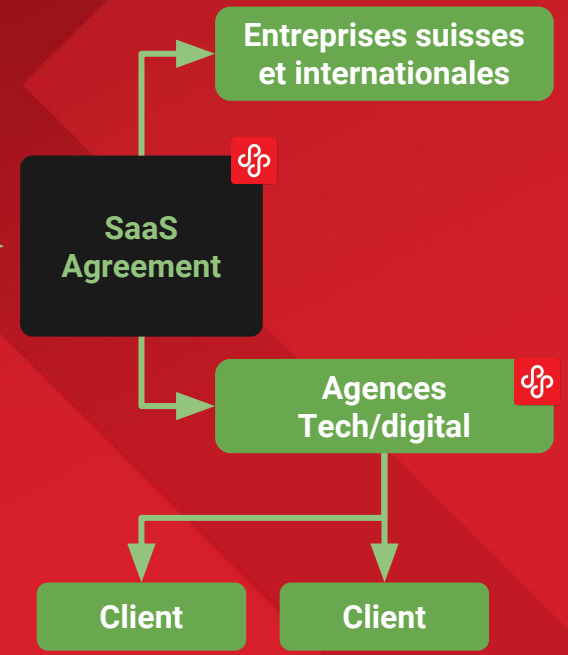 Entreprises suisses
et internationales
SaaS
Agreement
Agences
Tech/digital
Client
Client